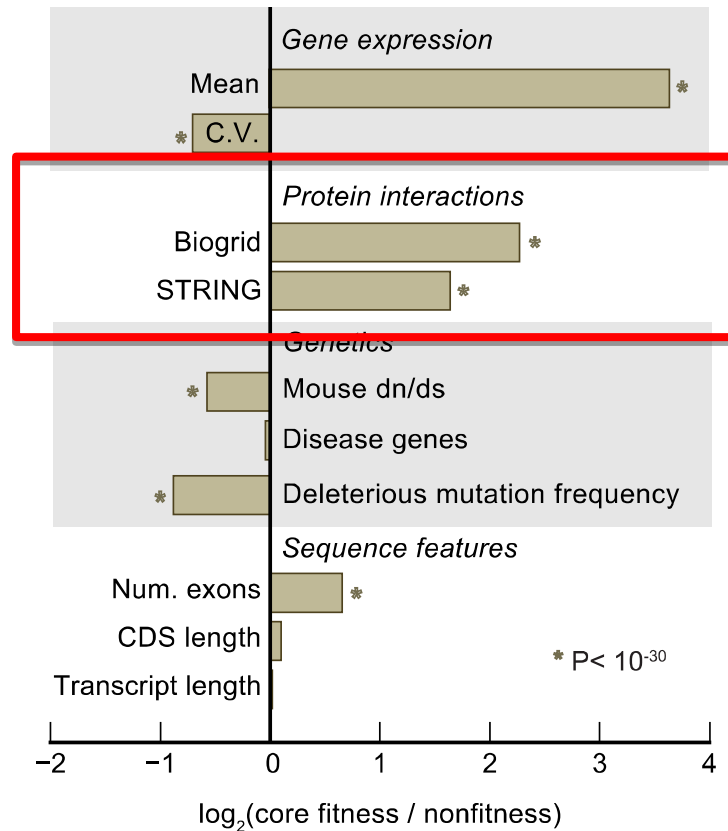 Gene expression
Mean *
* C.V.
Protein interactions
Biogrid *
STRING *
Genetics
* Mouse dn/ds
Disease genes
* Deleterious mutation frequency
Sequence features
Num. exons *
CDS length
* P< 10⁻³⁰
Transcript length
−2 −1 0 1 2 3 4
log₂(core fitness / nonfitness)